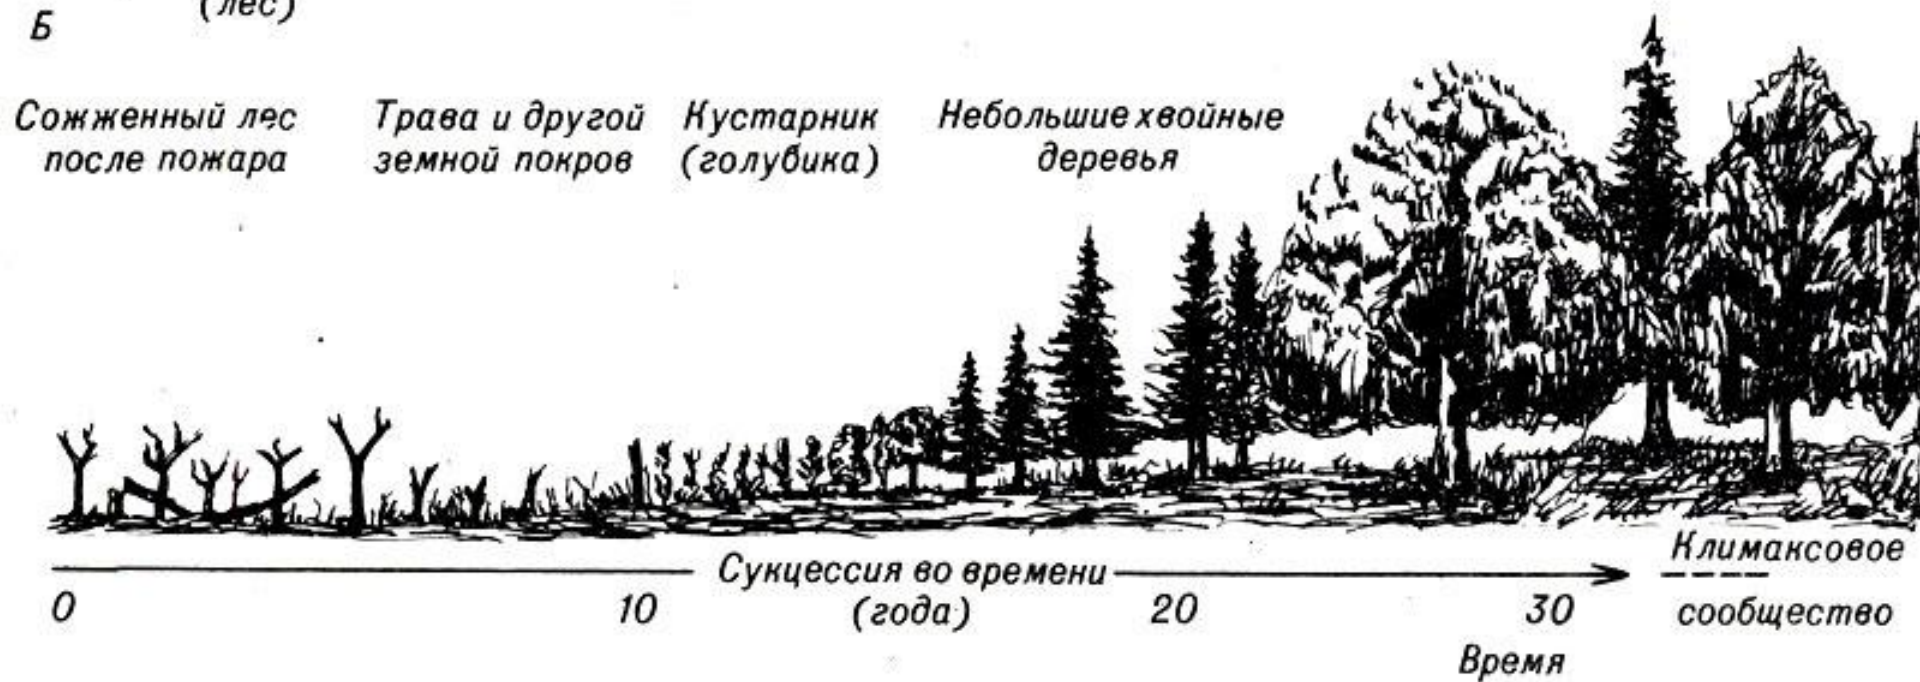 (лес)
Б
Сожженный лес
после пожара
Трава и другой
земной покров
Кустарник
(голубика)
Небольшие хвойные
деревья
Сукцессия во времени
(года)
0 10 20 30
Климаксовое
сообщество
Время